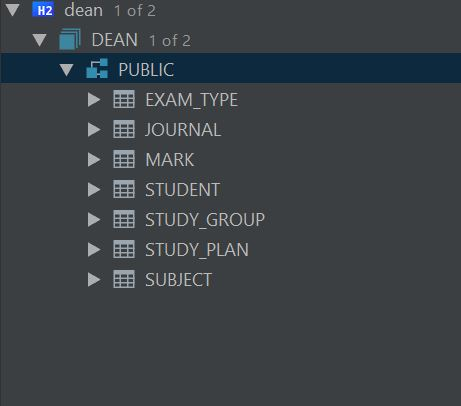 H2 dean 1 of 2
DEAN 1 of 2
PUBLIC
EXAM_TYPE
JOURNAL
MARK
STUDENT
STUDY_GROUP
STUDY_PLAN
SUBJECT